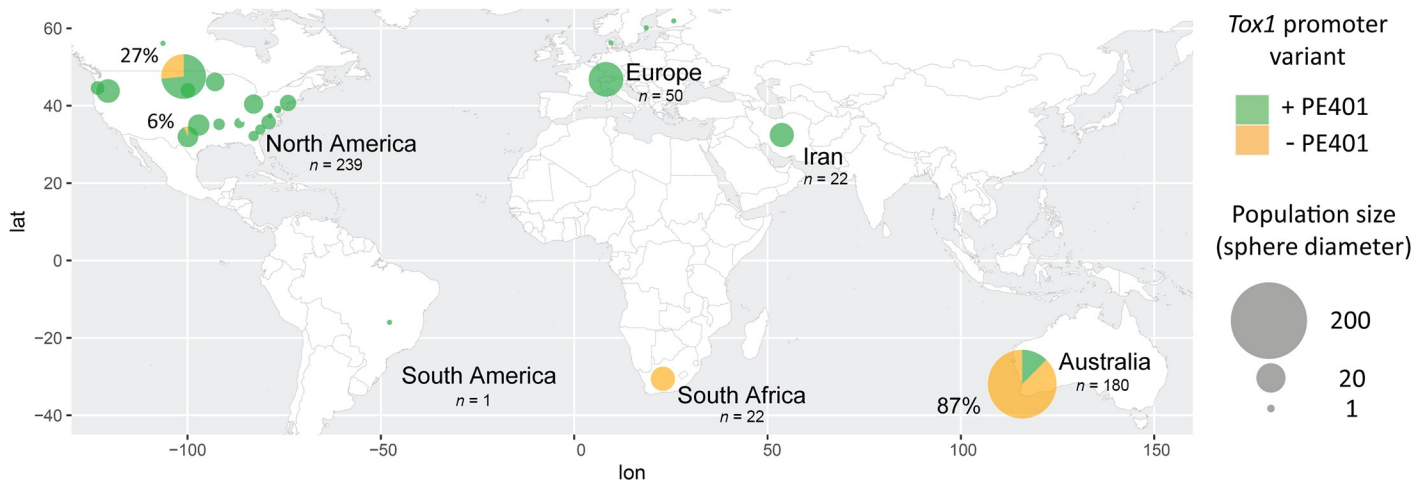 60
40
20
0
−20
−40
lat
−100
−50
0
50
100
150
lon
27%
6%
North America
n = 239
Europe
n = 50
Iran
n = 22
South America
n = 1
South Africa
n = 22
Australia
n = 180
87%
Tox1 promoter
variant
+ PE401
- PE401
Population size
(sphere diameter)
200
20
1